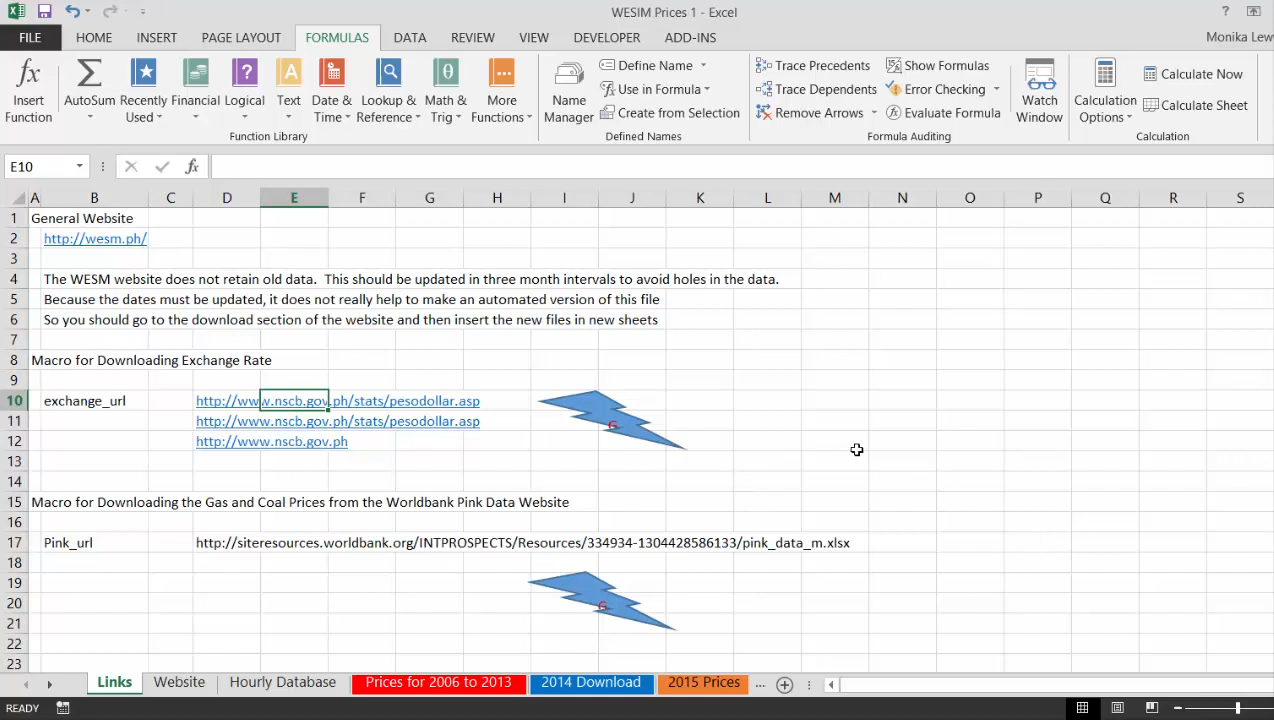 WESIM Prices 1 - Excel
?
FILE HOME INSERT PAGE LAYOUT FORMULAS DATA REVIEW VIEW DEVELOPER ADD-INS Monika Lew
Insert Function
AutoSum
Recently Used
Financial
Logical
Text
Date & Time
Lookup & Reference
Math & Trig
More Functions
Function Library
Name Manager
Define Name
Use in Formula
Create from Selection
Defined Names
Trace Precedents
Trace Dependents
Remove Arrows
Show Formulas
Error Checking
Evaluate Formula
Formula Auditing
Watch Window
Calculation Options
Calculate Now
Calculate Sheet
Calculation
E10 fx
A B C D E F G H I J K L M N O P Q R S
1 General Website
2 http://wesm.ph/
3
4 The WESM website does not retain old data. This should be updated in three month intervals to avoid holes in the data.
5 Because the dates must be updated, it does not really help to make an automated version of this file
6 So you should go to the download section of the website and then insert the new files in new sheets
7
8 Macro for Downloading Exchange Rate
9
10 exchange_url http://www.nscb.gov.ph/stats/pesodollar.asp
11 http://www.nscb.gov.ph/stats/pesodollar.asp
G
12 http://www.nscb.gov.ph
13
14
15 Macro for Downloading the Gas and Coal Prices from the Worldbank Pink Data Website
16
17 Pink_url http://siteresources.worldbank.org/INTPROSPECTS/Resources/334934-1304428586133/pink_data_m.xlsx
18
19
20 G
21
22
23
Links Website Hourly Database Prices for 2006 to 2013 2014 Download 2015 Prices ...
READY